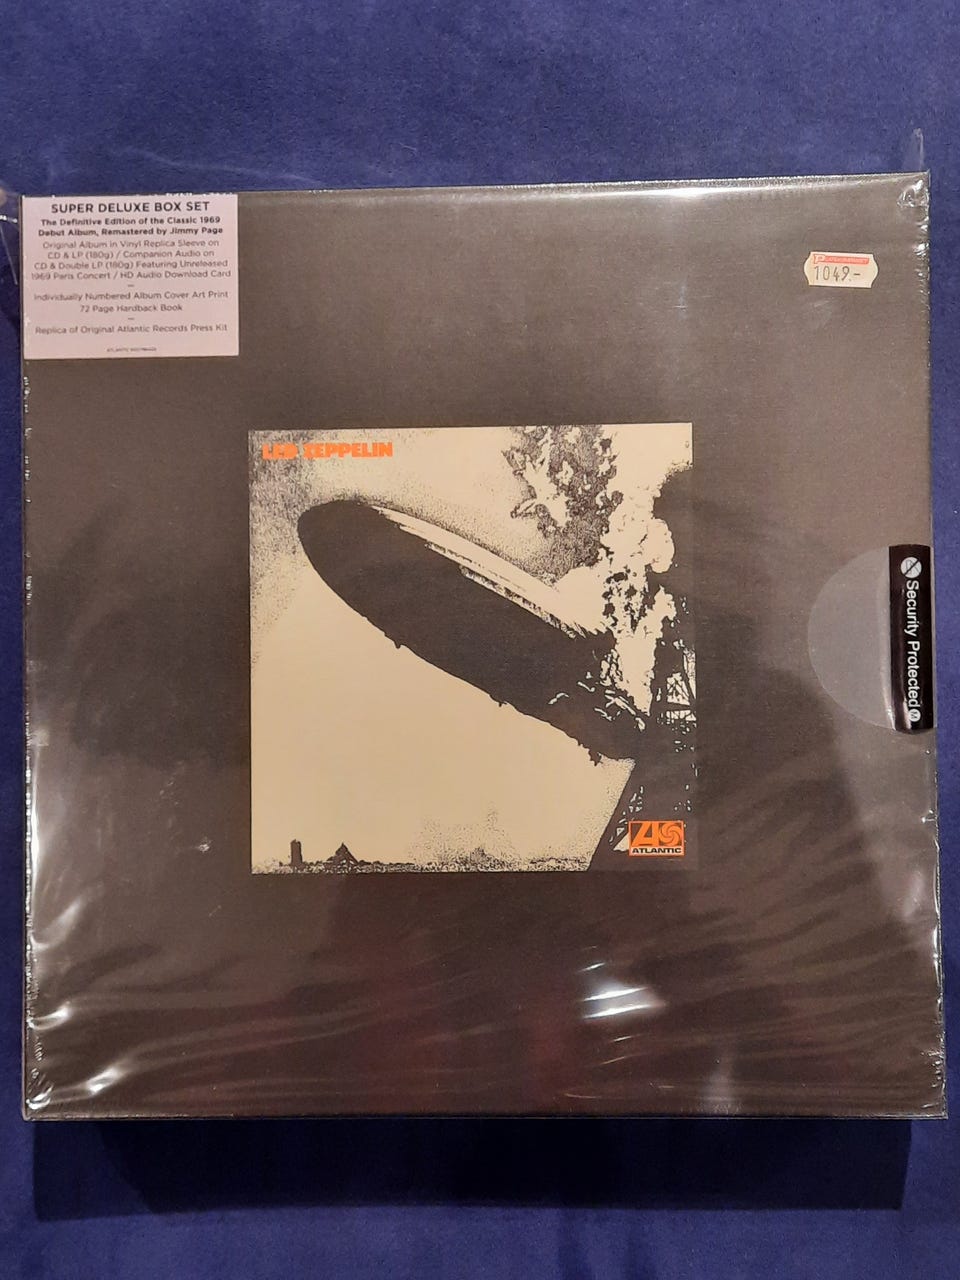 SUPER DELUXE BOX SET
The Definitive Edition of the Classic 1969
Debut Album, Remastered by Jimmy Page
Original Album in Vinyl Replica Sleeve on
CD & LP (180g) / Companion Audio on
CD & Double LP (180g) Featuring Unreleased
1969 Paris Concert / HD Audio Download Card
—
Individually Numbered Album Cover Art Print
72 Page Hardback Book
—
Replica of Original Atlantic Records Press Kit
1049.-
LED ZEPPELIN
Security Protected
ATLANTIC